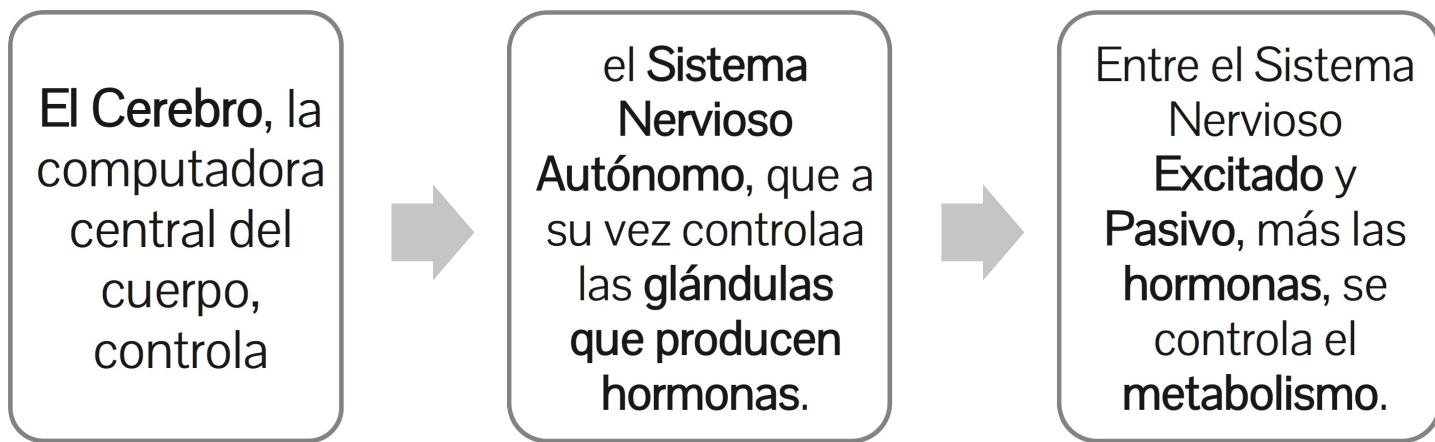 El Cerebro, la
computadora
central del
cuerpo,
controla
el Sistema
Nervioso
Autónomo, que a
su vez controlaa
las glándulas
que producen
hormonas.
Entre el Sistema
Nervioso
Excitado y
Pasivo, más las
hormonas, se
controla el
metabolismo.